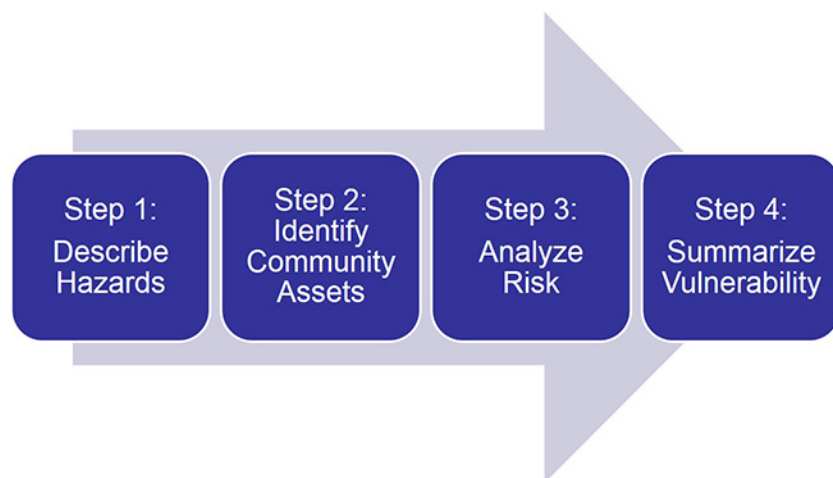 Step 1:
Describe
Hazards
Step 2:
Identify
Community
Assets
Step 3:
Analyze
Risk
Step 4:
Summarize
Vulnerability